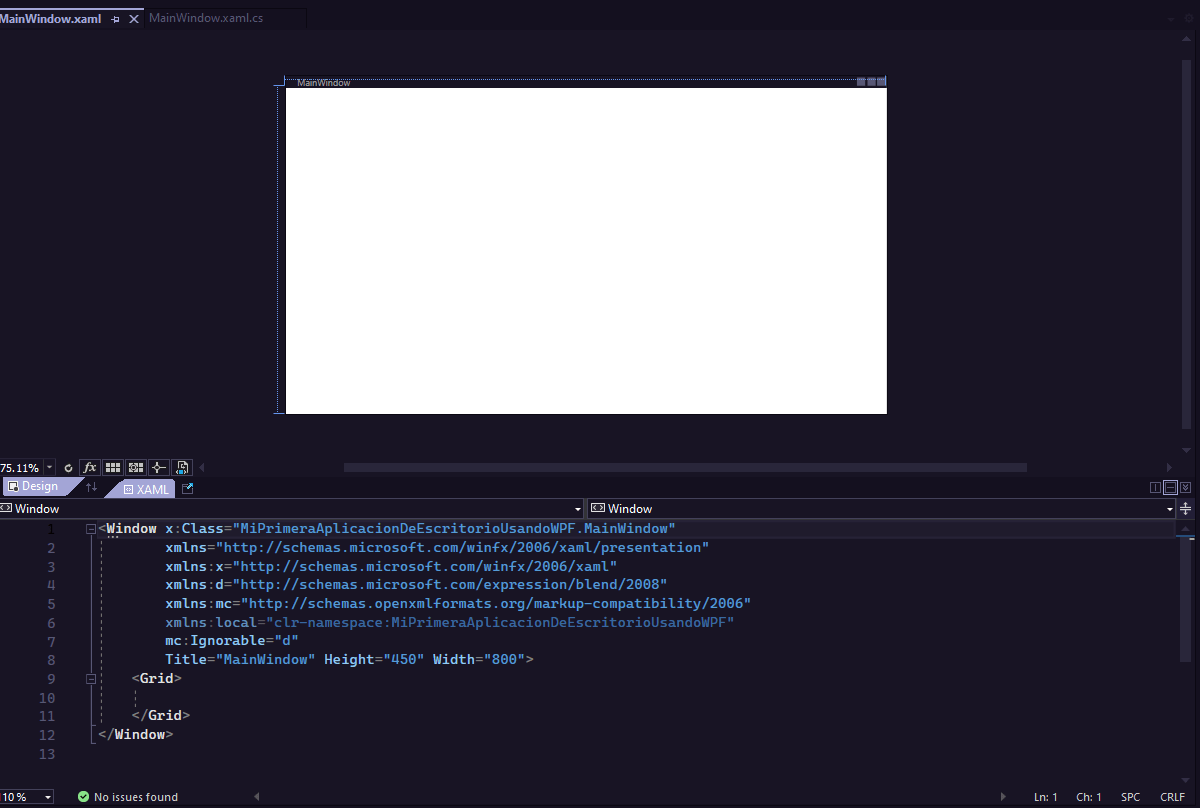 MainWindow.xaml MainWindow.xaml.cs
MainWindow
75.11% fx
Design XAML
Window Window
1 <Window x:Class="MiPrimeraAplicacionDeEscritorioUsandoWPF.MainWindow"
2 xmlns="http://schemas.microsoft.com/winfx/2006/xaml/presentation"
3 xmlns:x="http://schemas.microsoft.com/winfx/2006/xaml"
4 xmlns:d="http://schemas.microsoft.com/expression/blend/2008"
5 xmlns:mc="http://schemas.openxmlformats.org/markup-compatibility/2006"
6 xmlns:local="clr-namespace:MiPrimeraAplicacionDeEscritorioUsandoWPF"
7 mc:Ignorable="d"
8 Title="MainWindow" Height="450" Width="800">
9 <Grid>
10
11 </Grid>
12 </Window>
13
10 % No issues found Ln: 1 Ch: 1 SPC CRLF